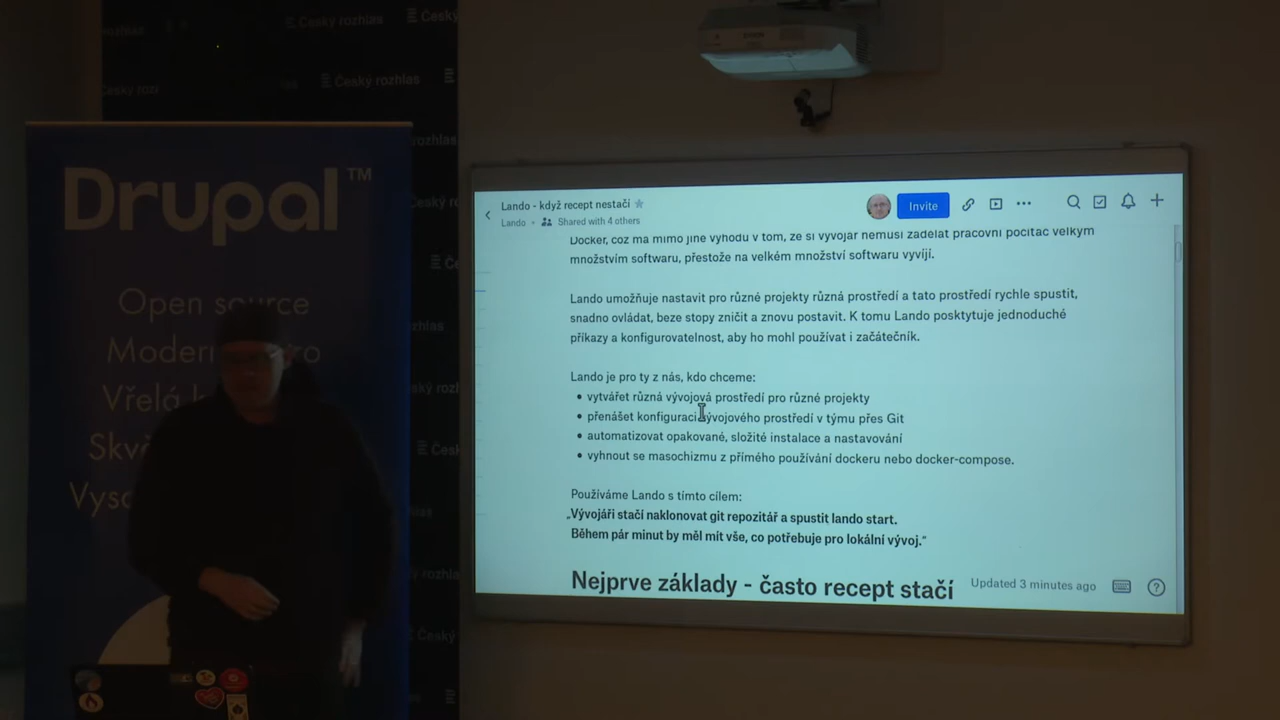 Český rozhlas
Český
Český rozhlas
Drupal™
Open source
Vřelá
Lando - když recept nestačí
Lando • Shared with 4 others
Invite
Docker, což má mimo jiné výhodu v tom, že si vývojář nemusí zadělat pracovní počítač velkým
množstvím softwaru, přestože na velkém množství softwaru vyvíjí.
Lando umožňuje nastavit pro různé projekty různá prostředí a tato prostředí rychle spustit,
snadno ovládat, beze stopy zničit a znovu postavit. K tomu Lando posktytuje jednoduché
příkazy a konfigurovatelnost, aby ho mohl používat i začátečník.
Lando je pro ty z nás, kdo chceme:
• vytvářet různá vývojová prostředí pro různé projekty
• přenášet konfiguraci vývojového prostředí v týmu přes Git
• automatizovat opakované, složité instalace a nastavování
• vyhnout se masochizmu z přímého používání dockeru nebo docker-compose.
Používáme Lando s tímto cílem:
„Vývojáři stačí naklonovat git repozitář a spustit lando start.
Během pár minut by měl mít vše, co potřebuje pro lokální vývoj.“
Nejprve základy - často recept stačí
Updated 3 minutes ago